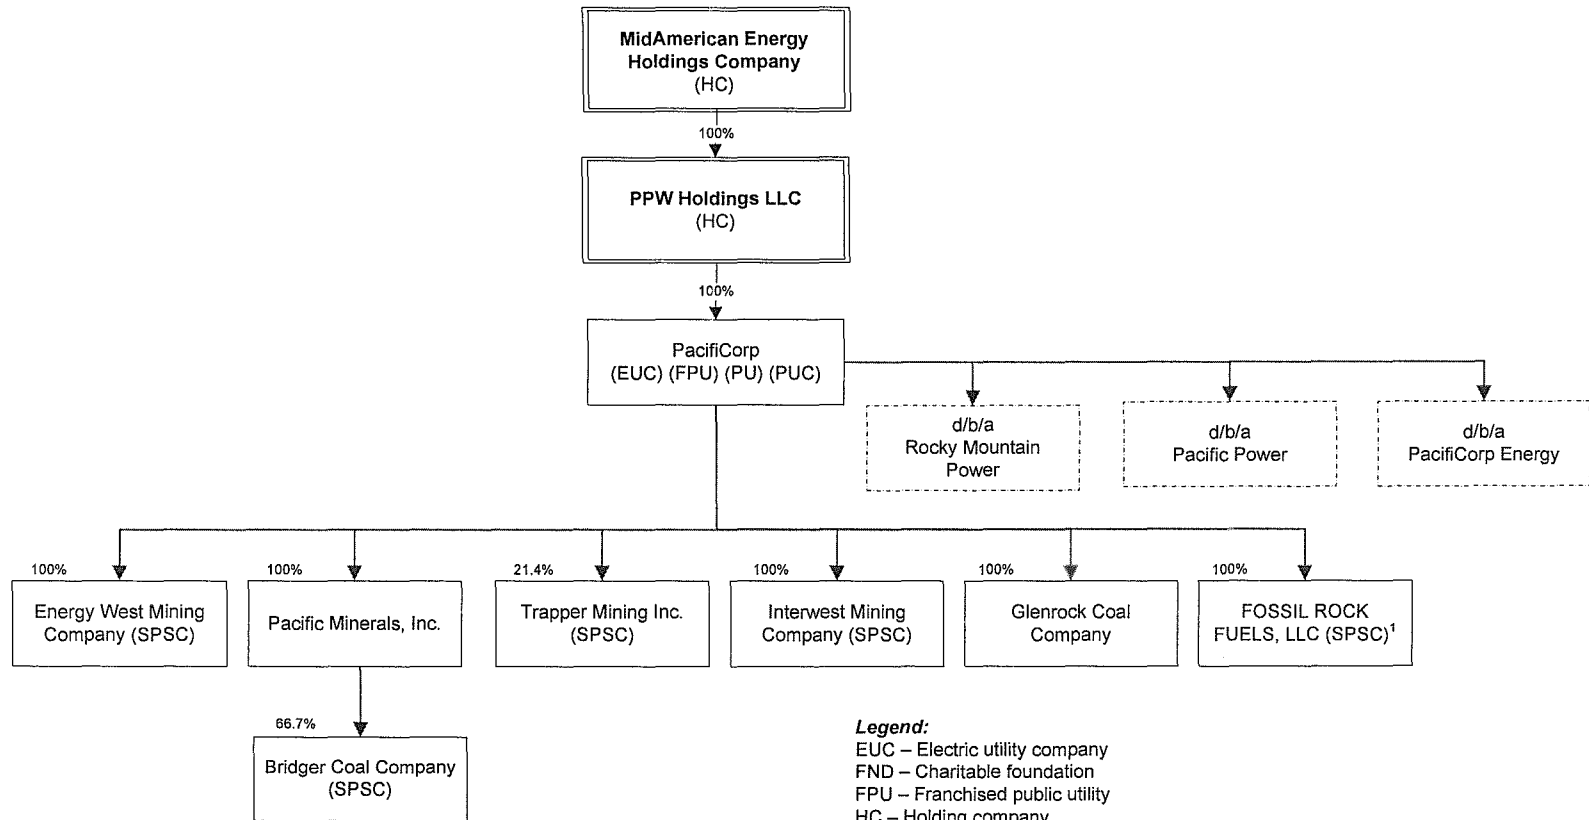 MidAmerican Energy
Holdings Company
(HC)
100%
PPW Holdings LLC
(HC)
100%
PacifiCorp
(EUC) (FPU) (PU) (PUC)
d/b/a
Rocky Mountain
Power
d/b/a
Pacific Power
d/b/a
PacifiCorp Energy
100%
Energy West Mining
Company (SPSC)
100%
Pacific Minerals, Inc.
21.4%
Trapper Mining Inc.
(SPSC)
100%
Interwest Mining
Company (SPSC)
100%
Glenrock Coal
Company
100%
FOSSIL ROCK
FUELS, LLC (SPSC)¹
66.7%
Bridger Coal Company
(SPSC)
Legend:
EUC – Electric utility company
FND – Charitable foundation
FPU – Franchised public utility
HC – Holding company